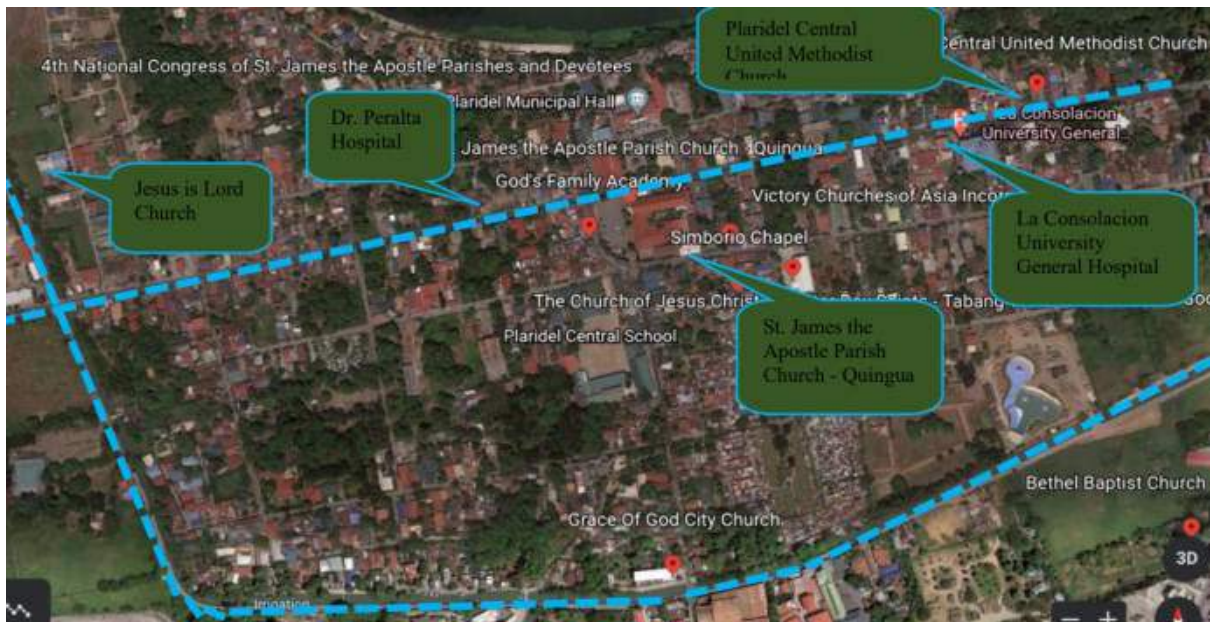 Plaridel Central
United Methodist
Church
Central United Methodist Church
4th National Congress of St. James the Apostle Parishes and Devotees
Plaridel Municipal Hall
Dr. Peralta
Hospital
La Consolacion
University General...
James the Apostle Parish Church - Quingua
God's Family Academy
Jesus is Lord
Church
Victory Churches of Asia Incor
La Consolacion
University
General Hospital
Simborio Chapel
The Church of Jesus Christ
- Tabang
St. James the
Apostle Parish
Church - Quingua
Plaridel Central School
Bethel Baptist Church
Grace Of God City Church
3D
Irrigation